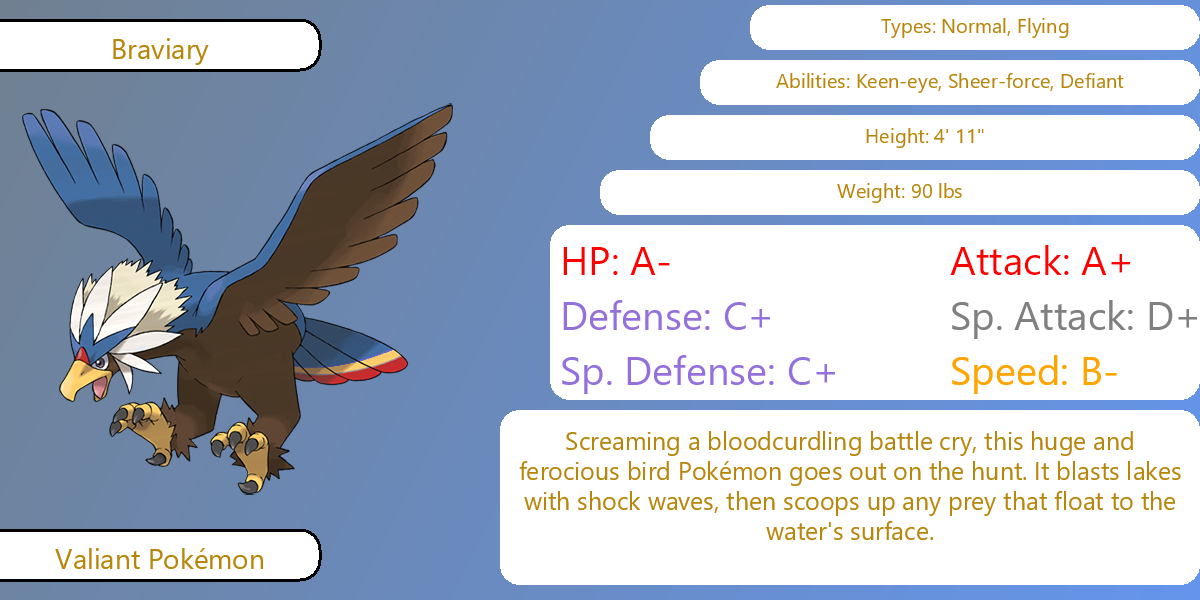 Braviary
Types: Normal, Flying
Abilities: Keen-eye, Sheer-force, Defiant
Height: 4' 11"
Weight: 90 lbs
HP: A-
Attack: A+
Defense: C+
Sp. Attack: D+
Sp. Defense: C+
Speed: B-
Screaming a bloodcurdling battle cry, this huge and
ferocious bird Pokémon goes out on the hunt. It blasts lakes
with shock waves, then scoops up any prey that float to the
water's surface.
Valiant Pokémon